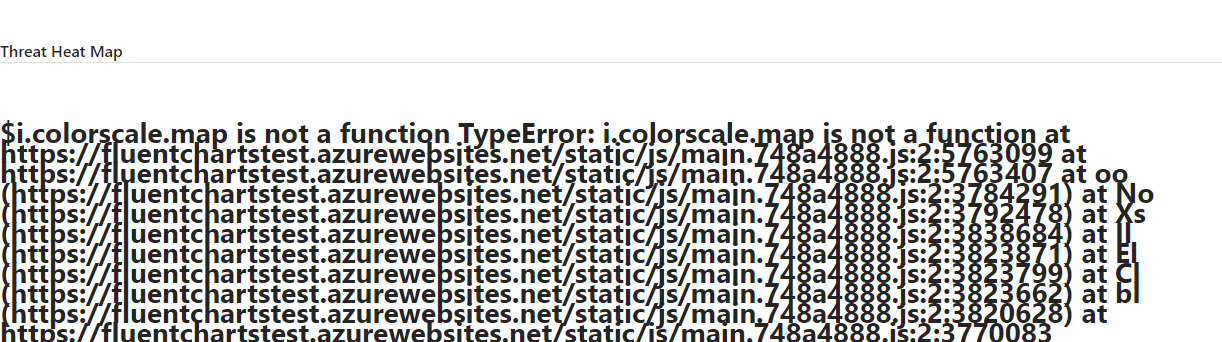 Threat Heat Map
$i.colorscale.map is not a function TypeError: i.colorscale.map is not a function at
https://fluentchartstest.azurewebsites.net/static/js/main.748a4888.js:2:5763099 at
https://fluentchartstest.azurewebsites.net/static/js/main.748a4888.js:2:5763407 at oo
(https://fluentchartstest.azurewebsites.net/static/js/main.748a4888.js:2:3784291) at No
(https://fluentchartstest.azurewebsites.net/static/js/main.748a4888.js:2:3792478) at Xs
(https://fluentchartstest.azurewebsites.net/static/js/main.748a4888.js:2:3838684) at Il
(https://fluentchartstest.azurewebsites.net/static/js/main.748a4888.js:2:3823871) at El
(https://fluentchartstest.azurewebsites.net/static/js/main.748a4888.js:2:3823799) at Cl
(https://fluentchartstest.azurewebsites.net/static/js/main.748a4888.js:2:3823662) at bl
(https://fluentchartstest.azurewebsites.net/static/js/main.748a4888.js:2:3820628) at
https://fluentchartstest.azurewebsites.net/static/js/main.748a4888.js:2:3770083